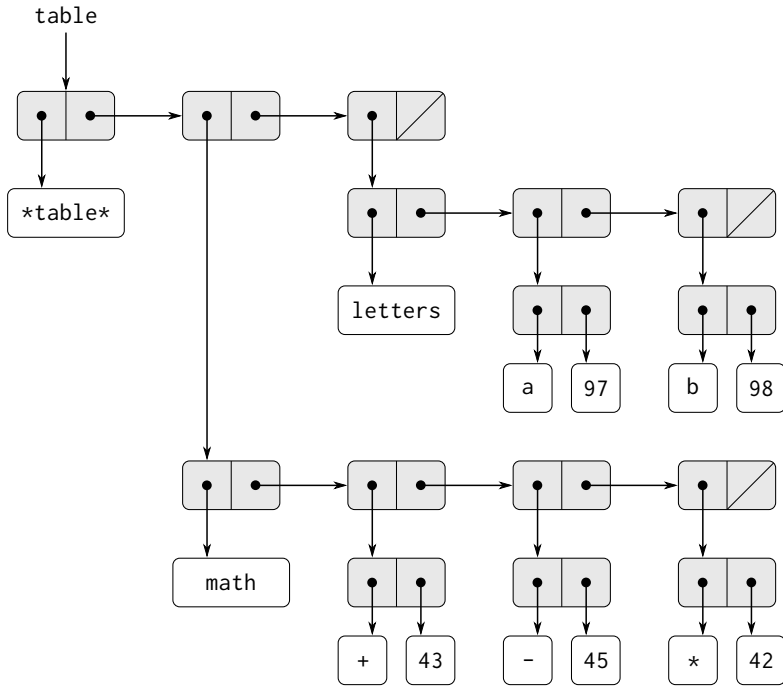 table
*table*
letters
a 97 b 98
math
+ 43 - 45 * 42